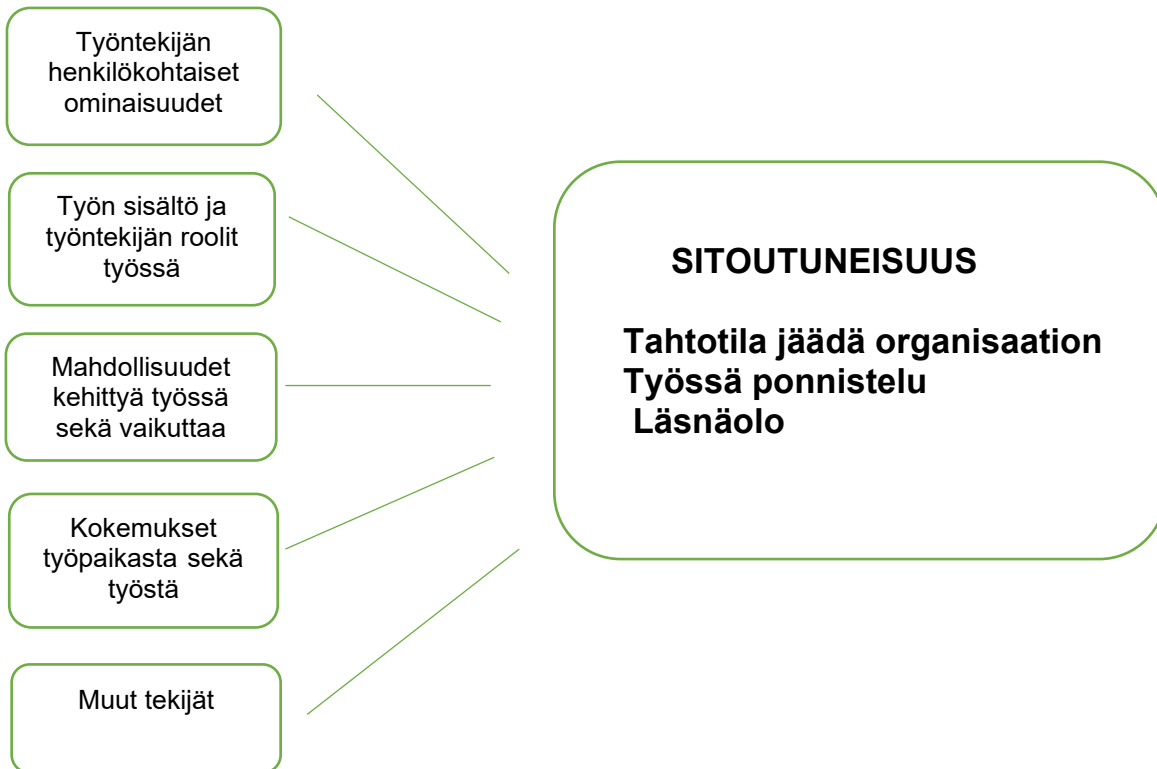 Työntekijän
henkilökohtaiset
ominaisuudet
Työn sisältö ja
työntekijän roolit
työssä
Mahdollisuudet
kehittyä työssä
sekä vaikuttaa
Kokemukset
työpaikasta sekä
työstä
Muut tekijät
SITOUTUNEISUUS
Tahtotila jäädä organisaation
Työssä ponnistelu
Läsnäolo